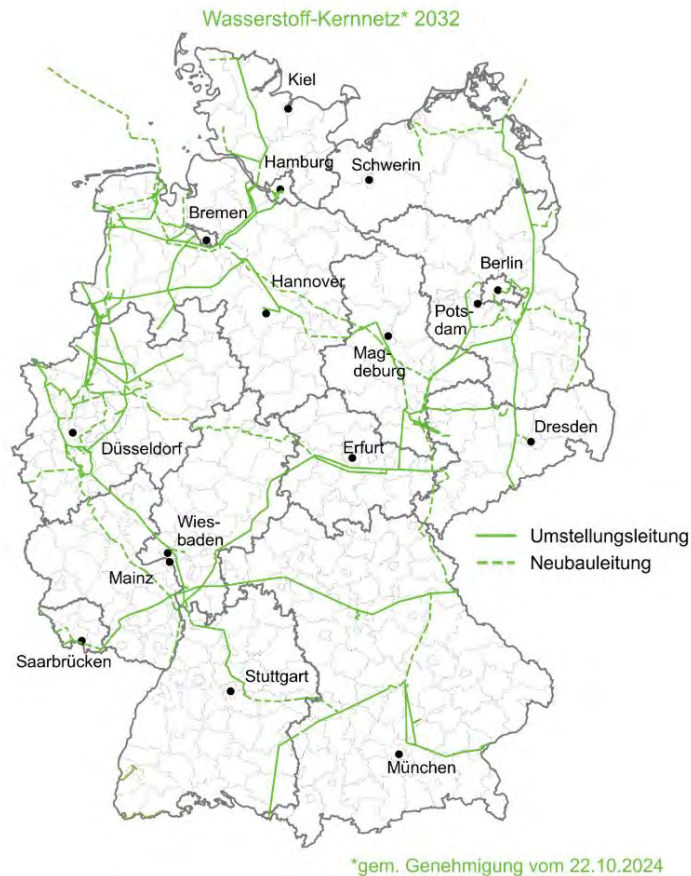 Wasserstoff-Kernnetz* 2032
Kiel
Hamburg
Schwerin
Bremen
Hannover
Berlin
Pots-
dam
Mag-
deburg
Düsseldorf
Erfurt
Dresden
Wies-
baden
Mainz
Umstellungsleitung
Neubauleitung
Saarbrücken
Stuttgart
München
*gem. Genehmigung vom 22.10.2024